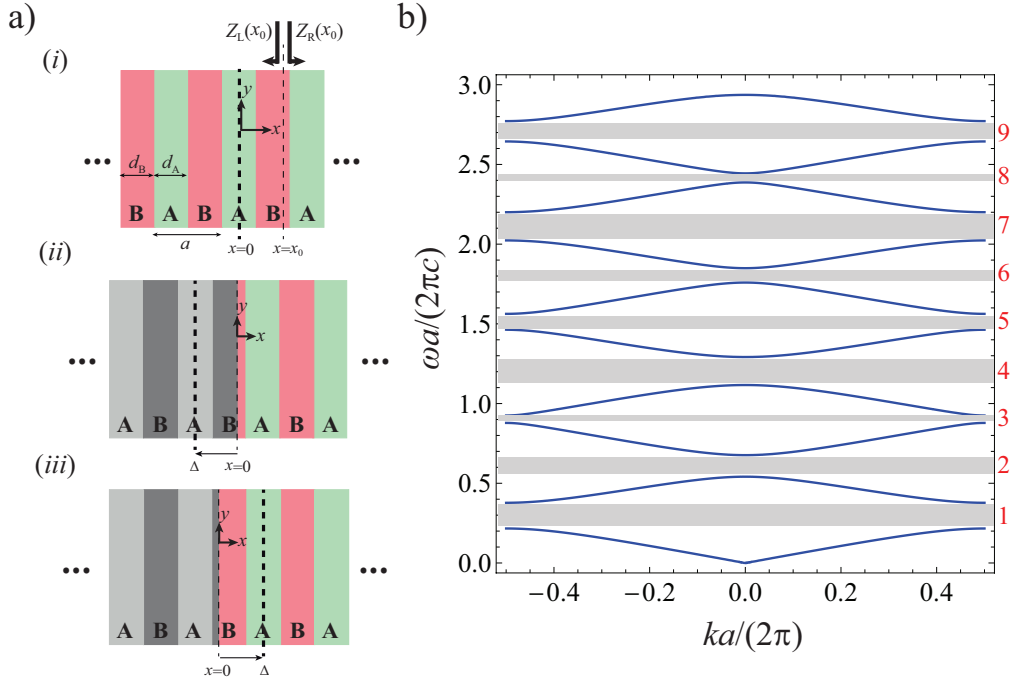 a)
(i)
Z_L(x_0) Z_R(x_0)
y
x
d_B d_A
B A B A B A
a x=0 x=x_0
(ii)
y
x
A B A B A B A
Δ x=0
(iii)
y
x
A B A B A B A
x=0 Δ
b)
3.0
2.5
2.0
1.5
1.0
0.5
0.0
ωa/(2πc)
9
8
7
6
5
4
3
2
1
−0.4 −0.2 0.0 0.2 0.4
ka/(2π)